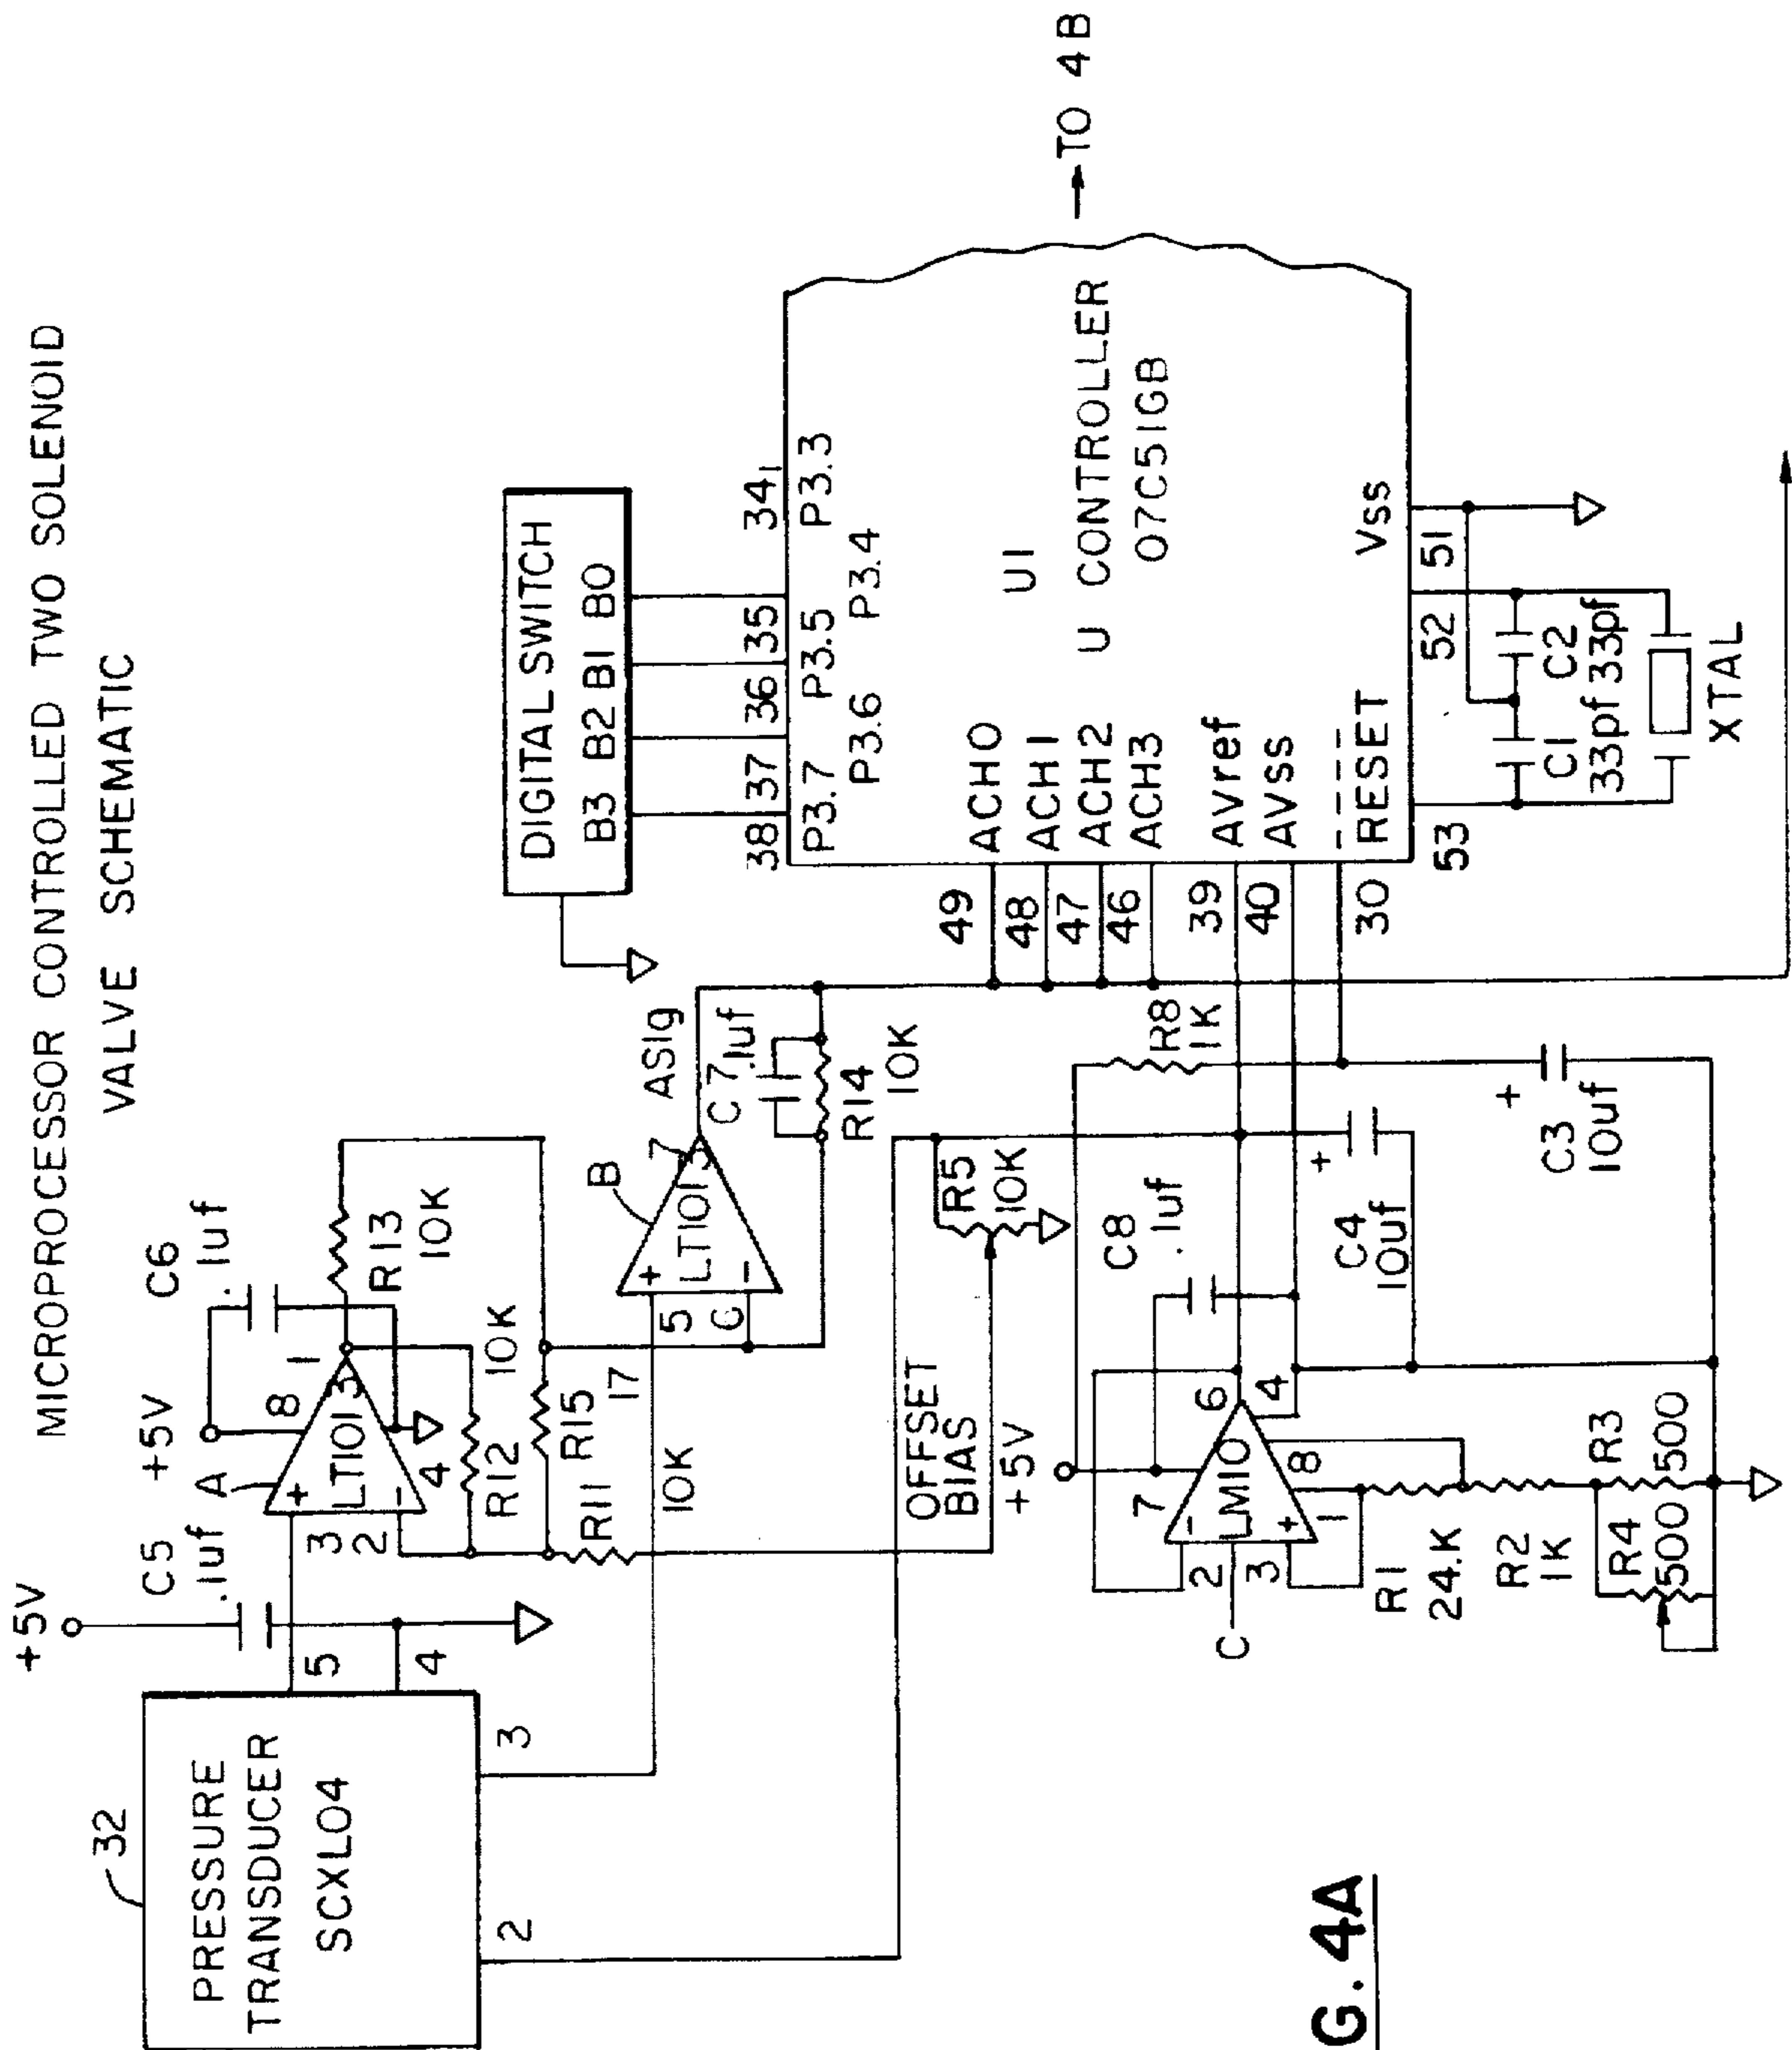 MICROPROCESSOR CONTROLLED TWO SOLENOID
VALVE SCHEMATIC
32
PRESSURE
TRANSDUCER
SCXL04
5
4
3
2
+5V
C5
.1uf
+5V
C6
.1uf
A
8
1
3
2
4
+
-
LT1013
R13
10K
R12
10K
R15
17
R11
10K
B
5
6
7
+
-
LT1013
ASig
C7
.1uf
R14
10K
OFFSET
BIAS
R5
10K
+5V
C8
.1uf
C4
10uf
+
R8
1K
C3
10uf
+
C
LM10
2
3
7
6
4
8
1
-
+
R1
24.K
R2
1K
R4
500
R3
500
DIGITAL SWITCH
B3 B2 B1 B0
38 37 36 35 34
P3.7 P3.5 P3.3
P3.6 P3.4
U1
U CONTROLLER
07C51GB
49 ACH0
48 ACH1
47 ACH2
46 ACH3
39 AVref
40 AVss
30 RESET
Vss
53
52
51
C1
33pf
C2
33pf
XTAL
TO 4B
G. 4A